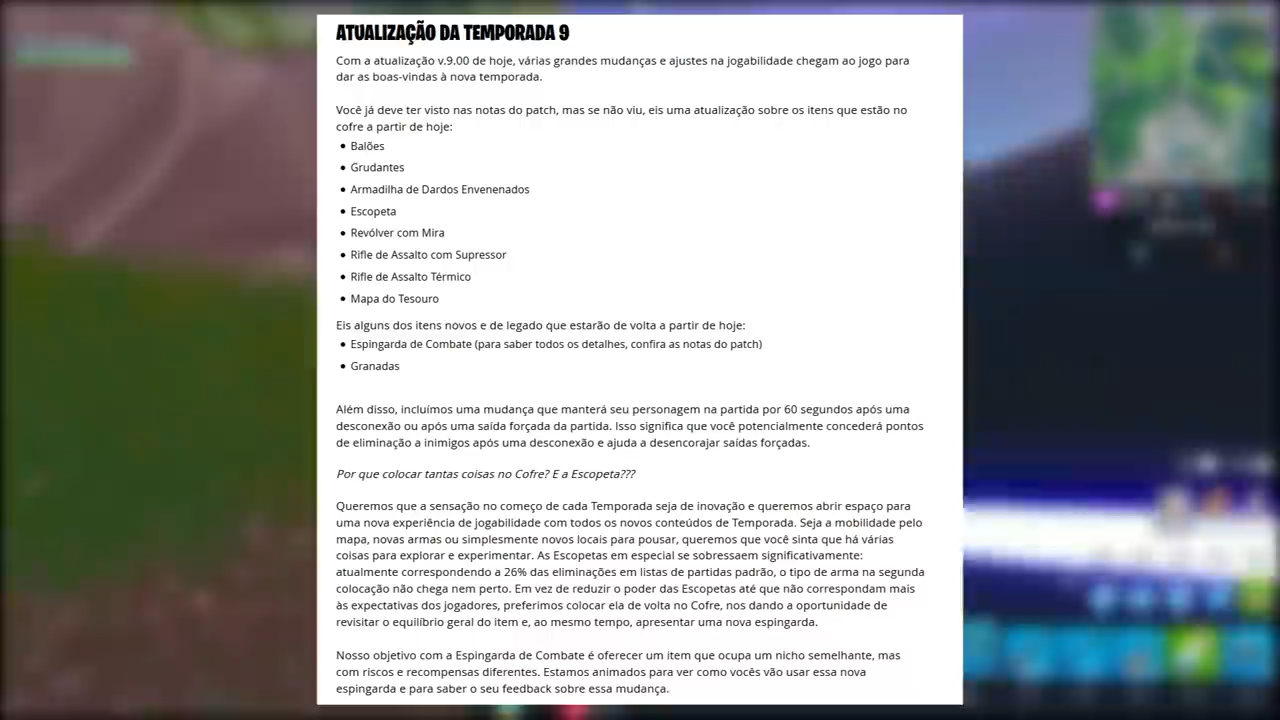 ATUALIZAÇÃO DA TEMPORADA 9
Com a atualização v.9.00 de hoje, várias grandes mudanças e ajustes na jogabilidade chegam ao jogo para
dar as boas-vindas à nova temporada.
Você já deve ter visto nas notas do patch, mas se não viu, eis uma atualização sobre os itens que estão no
cofre a partir de hoje:
• Balões
• Grudantes
• Armadilha de Dardos Envenenados
• Escopeta
• Revólver com Mira
• Rifle de Assalto com Supressor
• Rifle de Assalto Térmico
• Mapa do Tesouro
Eis alguns dos itens novos e de legado que estarão de volta a partir de hoje:
• Espingarda de Combate (para saber todos os detalhes, confira as notas do patch)
• Granadas
Além disso, incluímos uma mudança que manterá seu personagem na partida por 60 segundos após uma
desconexão ou após uma saída forçada da partida. Isso significa que você potencialmente concederá pontos
de eliminação a inimigos após uma desconexão e ajuda a desencorajar saídas forçadas.
Por que colocar tantas coisas no Cofre? E a Escopeta???
Queremos que a sensação no começo de cada Temporada seja de inovação e queremos abrir espaço para
uma nova experiência de jogabilidade com todos os novos conteúdos de Temporada. Seja a mobilidade pelo
mapa, novas armas ou simplesmente novos locais para pousar, queremos que você sinta que há várias
coisas para explorar e experimentar. As Escopetas em especial se sobressaem significativamente:
atualmente correspondendo a 26% das eliminações em listas de partidas padrão, o tipo de arma na segunda
colocação não chega nem perto. Em vez de reduzir o poder das Escopetas até que não correspondam mais
às expectativas dos jogadores, preferimos colocar ela de volta no Cofre, nos dando a oportunidade de
revisitar o equilíbrio geral do item e, ao mesmo tempo, apresentar uma nova espingarda.
Nosso objetivo com a Espingarda de Combate é oferecer um item que ocupa um nicho semelhante, mas
com riscos e recompensas diferentes. Estamos animados para ver como vocês vão usar essa nova
espingarda e para saber o seu feedback sobre essa mudança.